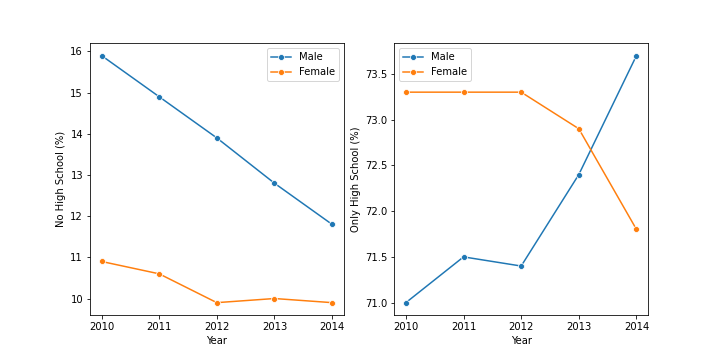 Male
Female
16
15
14
13
12
11
10
No High School (%)
2010 2011 2012 2013 2014
Year
Male
Female
73.5
73.0
72.5
72.0
71.5
71.0
Only High School (%)
2010 2011 2012 2013 2014
Year